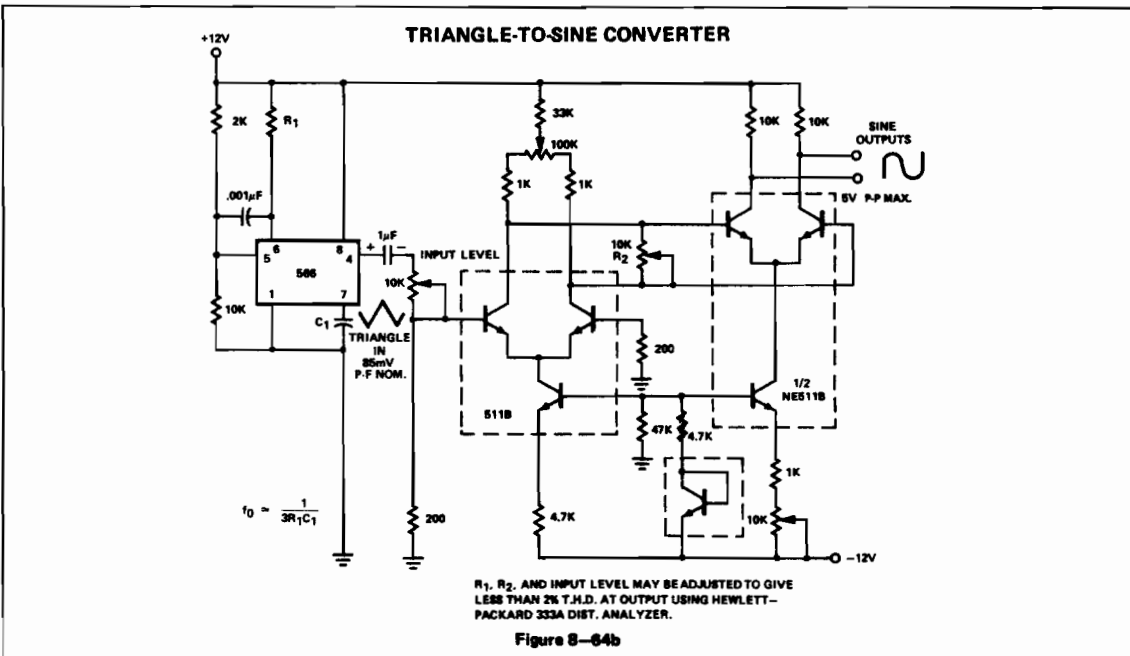 TRIANGLE-TO-SINE CONVERTER
+12V
2K
R1
33K
100K
1K
1K
10K
10K
SINE
OUTPUTS
5V P-P MAX.
.001μF
6
8
5
4
566
1
7
+ 1μF −
INPUT LEVEL
10K
10K
R2
10K
C1
TRIANGLE
IN
85mV
P-F NOM.
200
511B
1/2
NE511B
47K
4.7K
1K
10K
f0 ≃ 1/3R1C1
200
4.7K
−12V
R1, R2, AND INPUT LEVEL MAY BE ADJUSTED TO GIVE
LESS THAN 2% T.H.D. AT OUTPUT USING HEWLETT–
PACKARD 333A DIST. ANALYZER.
Figure 8—64b